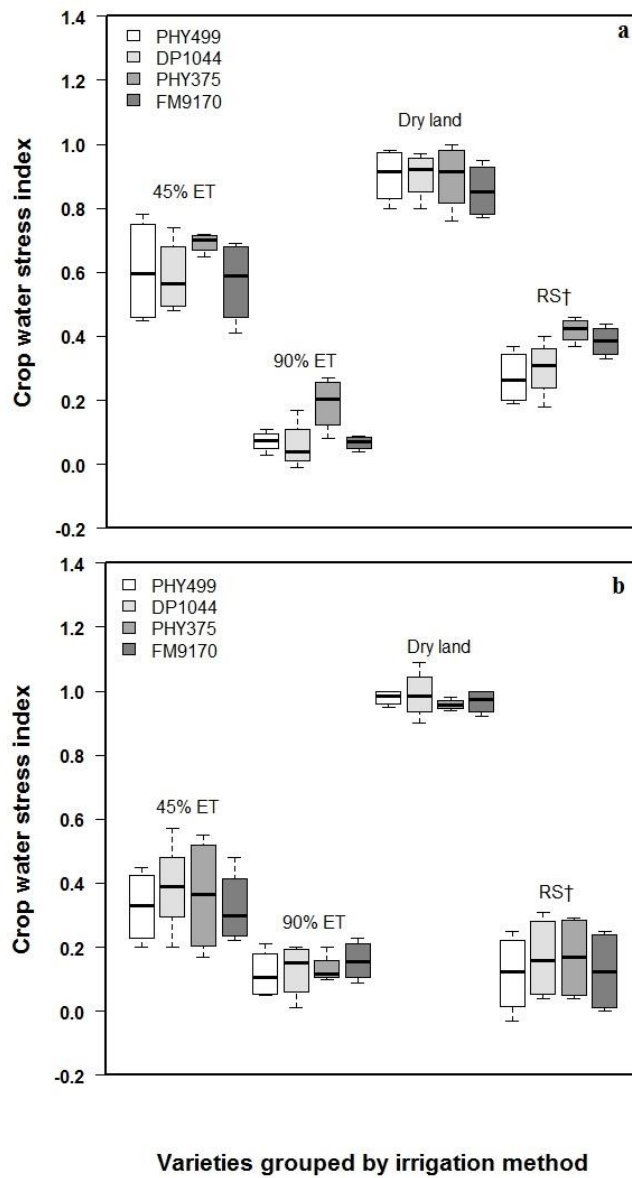 a
PHY499
DP1044
PHY375
FM9170
Dry land
45% ET
90% ET
RS†
Crop water stress index
1.4
1.2
1.0
0.8
0.6
0.4
0.2
0.0
-0.2
b
PHY499
DP1044
PHY375
FM9170
Dry land
45% ET
90% ET
RS†
Crop water stress index
1.4
1.2
1.0
0.8
0.6
0.4
0.2
0.0
-0.2
Varieties grouped by irrigation method